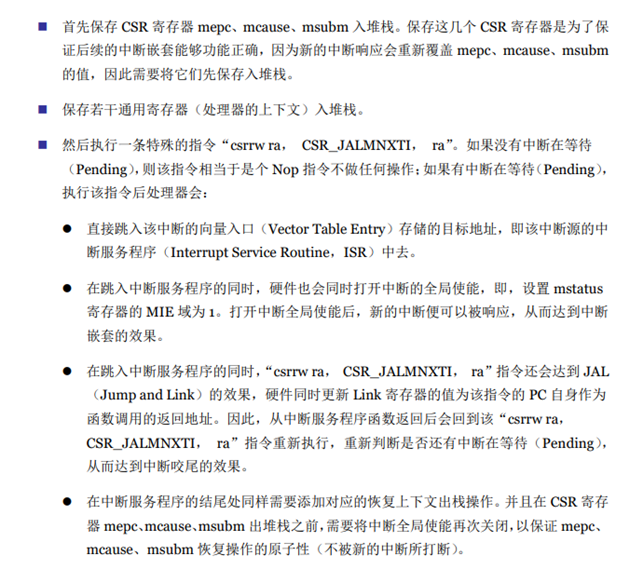 ■ 首先保存 CSR 寄存器 mepc、mcause、msubm 入堆栈。保存这几个 CSR 寄存器是为了保
证后续的中断嵌套能够功能正确，因为新的中断响应会重新覆盖 mepc、mcause、msubm
的值，因此需要将它们先保存入堆栈。
■ 保存若干通用寄存器（处理器的上下文）入堆栈。
■ 然后执行一条特殊的指令“csrrw ra， CSR_JALMNXTI， ra”。如果没有中断在等待
（Pending），则该指令相当于是个 Nop 指令不做任何操作；如果有中断在等待（Pending），
执行该指令后处理器会：
● 直接跳入该中断的向量入口（Vector Table Entry）存储的目标地址，即该中断源的中
断服务程序（Interrupt Service Routine，ISR）中去。
● 在跳入中断服务程序的同时，硬件也会同时打开中断的全局使能，即，设置 mstatus
寄存器的 MIE 域为 1。打开中断全局使能后，新的中断便可以被响应，从而达到中断
嵌套的效果。
● 在跳入中断服务程序的同时，“csrrw ra， CSR_JALMNXTI， ra”指令还会达到 JAL
（Jump and Link）的效果，硬件同时更新 Link 寄存器的值为该指令的 PC 自身作为
函数调用的返回地址。因此，从中断服务程序函数返回后会回到该“csrrw ra，
CSR_JALMNXTI， ra”指令重新执行，重新判断是否还有中断在等待（Pending），
从而达到中断咬尾的效果。
● 在中断服务程序的结尾处同样需要添加对应的恢复上下文出栈操作。并且在 CSR 寄存
器 mepc、mcause、msubm 出堆栈之前，需要将中断全局使能再次关闭，以保证 mepc、
mcause、msubm 恢复操作的原子性（不被新的中断所打断）。